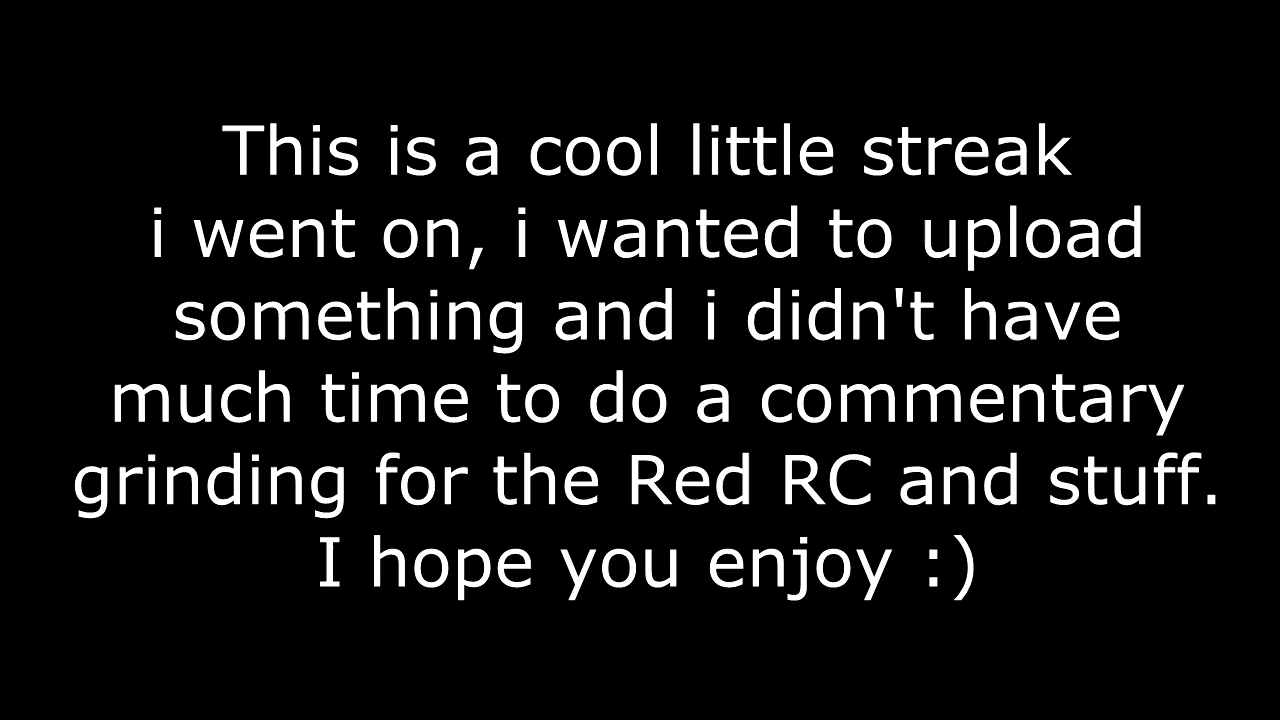 This is a cool little streak
i went on, i wanted to upload
something and i didn't have
much time to do a commentary
grinding for the Red RC and stuff.
I hope you enjoy :)